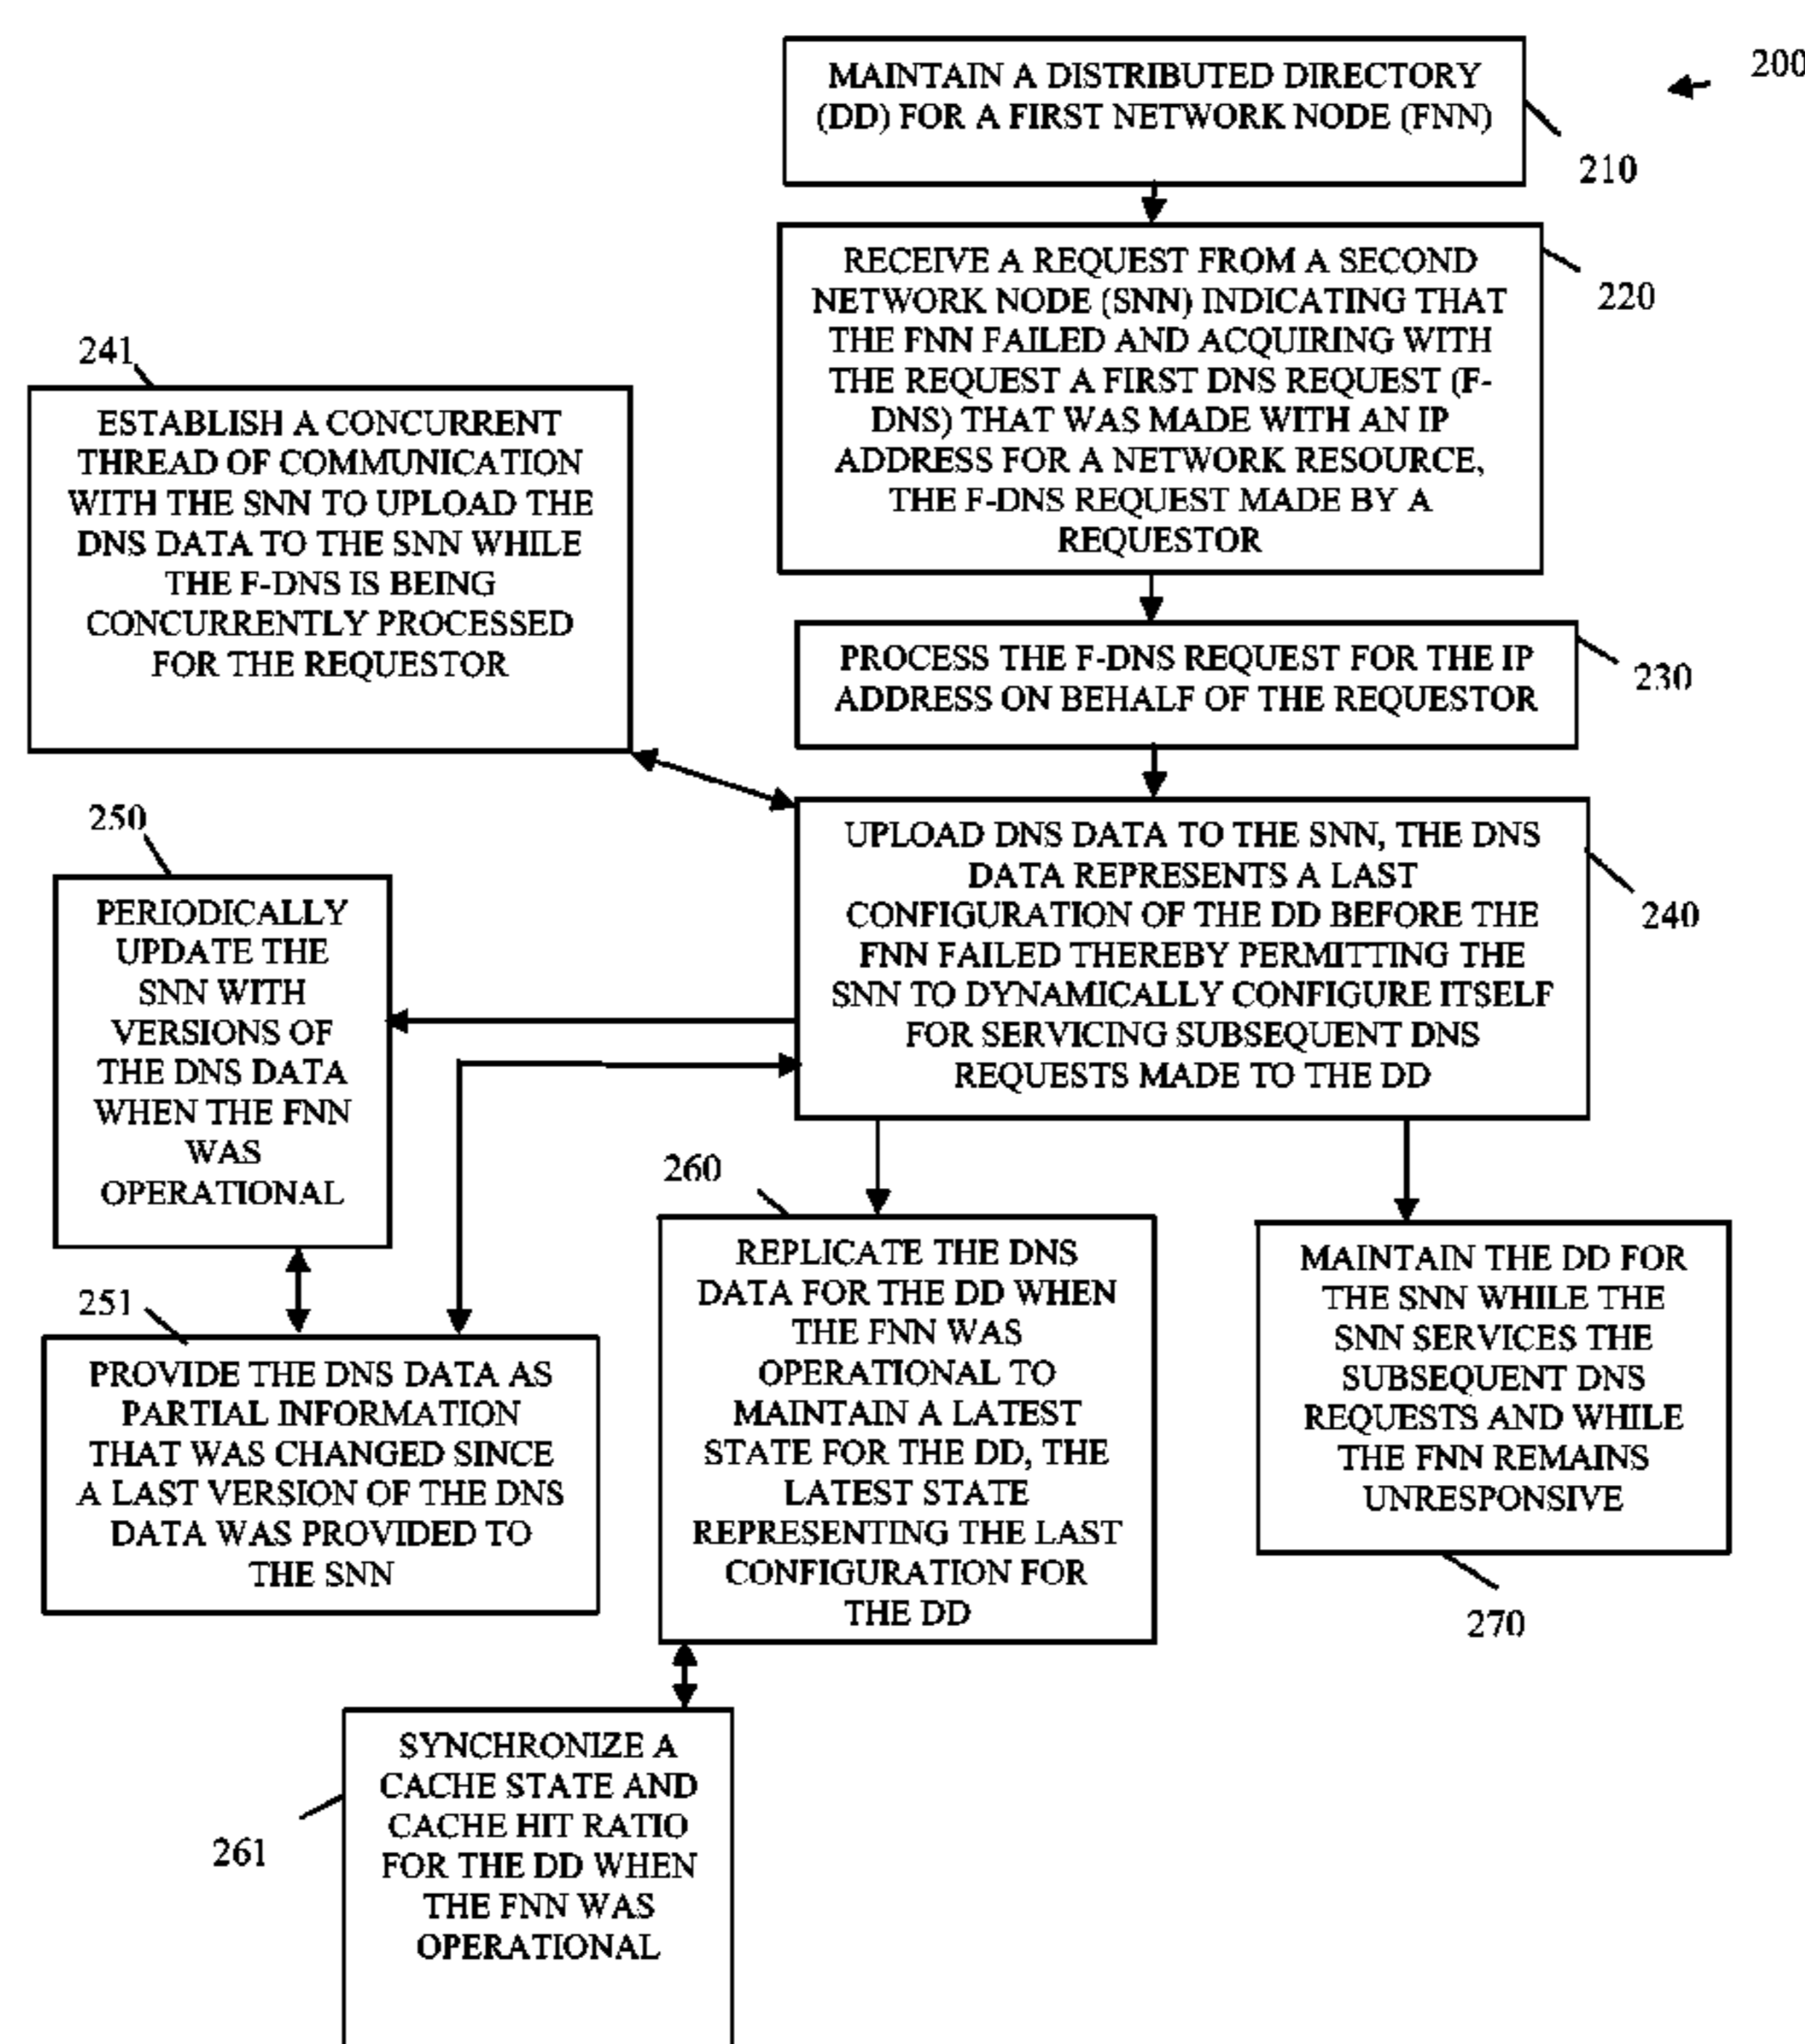 200
MAINTAIN A DISTRIBUTED DIRECTORY
(DD) FOR A FIRST NETWORK NODE (FNN)
210
RECEIVE A REQUEST FROM A SECOND
NETWORK NODE (SNN) INDICATING THAT
THE FNN FAILED AND ACQUIRING WITH
THE REQUEST A FIRST DNS REQUEST (F-
DNS) THAT WAS MADE WITH AN IP
ADDRESS FOR A NETWORK RESOURCE,
THE F-DNS REQUEST MADE BY A
REQUESTOR
220
241
ESTABLISH A CONCURRENT
THREAD OF COMMUNICATION
WITH THE SNN TO UPLOAD THE
DNS DATA TO THE SNN WHILE
THE F-DNS IS BEING
CONCURRENTLY PROCESSED
FOR THE REQUESTOR
PROCESS THE F-DNS REQUEST FOR THE IP
ADDRESS ON BEHALF OF THE REQUESTOR
230
UPLOAD DNS DATA TO THE SNN, THE DNS
DATA REPRESENTS A LAST
CONFIGURATION OF THE DD BEFORE THE
FNN FAILED THEREBY PERMITTING THE
SNN TO DYNAMICALLY CONFIGURE ITSELF
FOR SERVICING SUBSEQUENT DNS
REQUESTS MADE TO THE DD
240
250
PERIODICALLY
UPDATE THE
SNN WITH
VERSIONS OF
THE DNS DATA
WHEN THE FNN
WAS
OPERATIONAL
251
PROVIDE THE DNS DATA AS
PARTIAL INFORMATION
THAT WAS CHANGED SINCE
A LAST VERSION OF THE DNS
DATA WAS PROVIDED TO
THE SNN
260
REPLICATE THE DNS
DATA FOR THE DD WHEN
THE FNN WAS
OPERATIONAL TO
MAINTAIN A LATEST
STATE FOR THE DD, THE
LATEST STATE
REPRESENTING THE LAST
CONFIGURATION FOR
THE DD
MAINTAIN THE DD FOR
THE SNN WHILE THE
SNN SERVICES THE
SUBSEQUENT DNS
REQUESTS AND WHILE
THE FNN REMAINS
UNRESPONSIVE
270
SYNCHRONIZE A
CACHE STATE AND
CACHE HIT RATIO
FOR THE DD WHEN
THE FNN WAS
OPERATIONAL
261